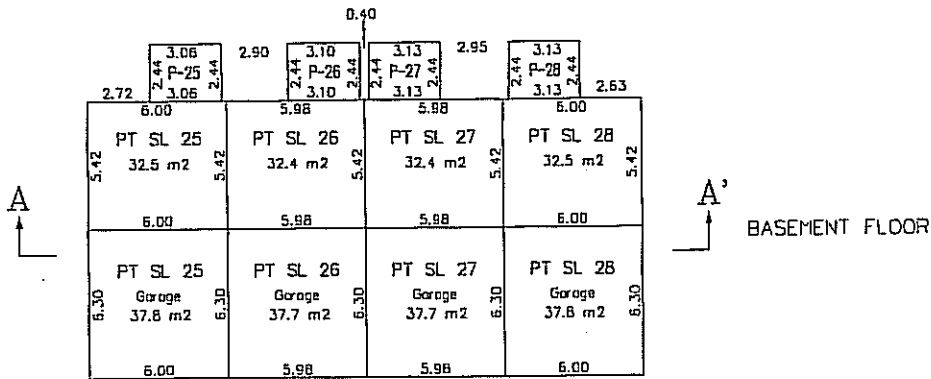 0.40
3.06 2.90 3.10 3.13 2.95 3.13
2.44 P-25 2.44 2.44 P-26 2.44 2.44 P-27 2.44 2.44 P-28 2.44
2.72 3.06 3.10 3.13 3.13 2.63
6.00 5.98 5.98 6.00
PT SL 25 PT SL 26 PT SL 27 PT SL 28
5.42 32.5 m2 5.42 32.4 m2 32.4 m2 5.42 32.5 m2 5.42
A A'
6.00 5.98 5.98 6.00
BASEMENT FLOOR
PT SL 25 PT SL 26 PT SL 27 PT SL 28
6.30 Garage 6.30 Garage Garage 6.30 Garage 6.30
37.8 m2 37.7 m2 37.7 m2 37.8 m2
6.00 5.98 5.98 6.00